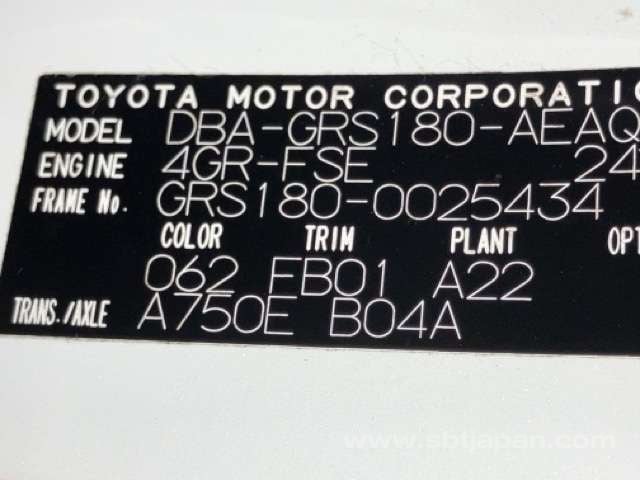 TOYOTA MOTOR CORPORATIO
MODEL DBA-GRS180-AEAQ
ENGINE 4GR-FSE 24
FRAME No. GRS180-0025434
COLOR TRIM PLANT OPT
062 FB01 A22
TRANS./AXLE A750E B04A
www.sbtjapan.com